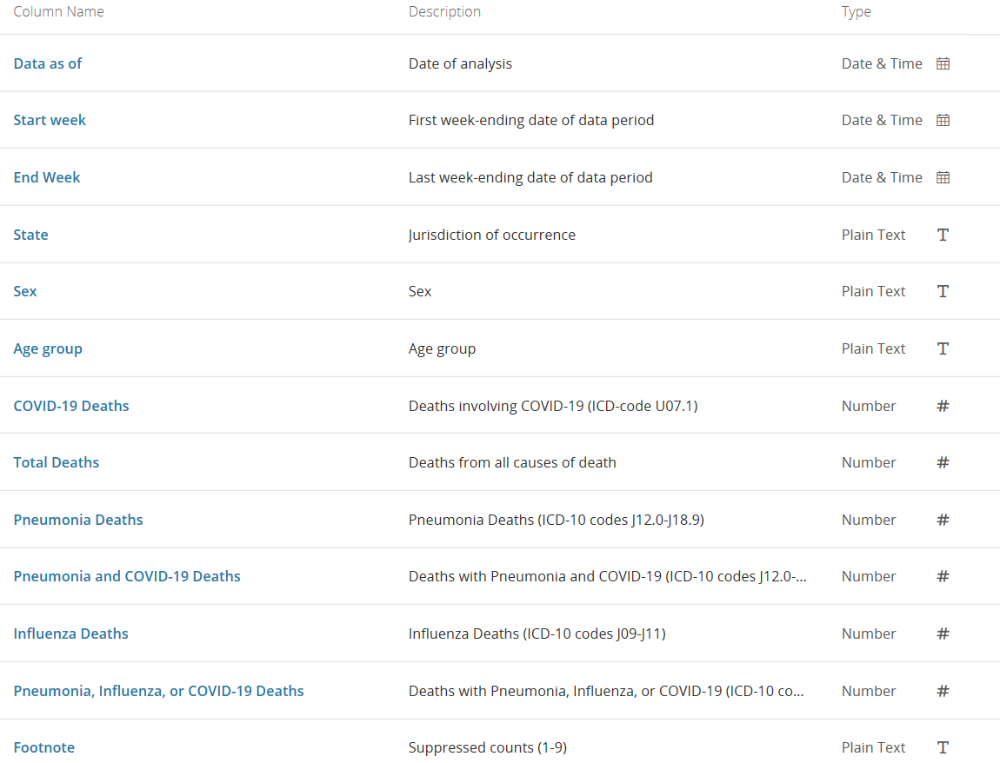 Column Name Description Type
Data as of Date of analysis Date & Time
Start week First week-ending date of data period Date & Time
End Week Last week-ending date of data period Date & Time
State Jurisdiction of occurrence Plain Text T
Sex Sex Plain Text T
Age group Age group Plain Text T
COVID-19 Deaths Deaths involving COVID-19 (ICD-code U07.1) Number #
Total Deaths Deaths from all causes of death Number #
Pneumonia Deaths Pneumonia Deaths (ICD-10 codes J12.0-J18.9) Number #
Pneumonia and COVID-19 Deaths Deaths with Pneumonia and COVID-19 (ICD-10 codes J12.0-... Number #
Influenza Deaths Influenza Deaths (ICD-10 codes J09-J11) Number #
Pneumonia, Influenza, or COVID-19 Deaths Deaths with Pneumonia, Influenza, or COVID-19 (ICD-10 co... Number #
Footnote Suppressed counts (1-9) Plain Text T